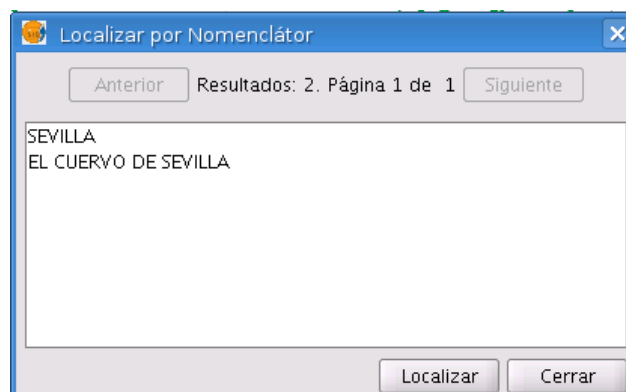 Localizar por Nomenclátor
Anterior Resultados: 2. Página 1 de 1 Siguiente
SEVILLA
EL CUERVO DE SEVILLA
Localizar Cerrar